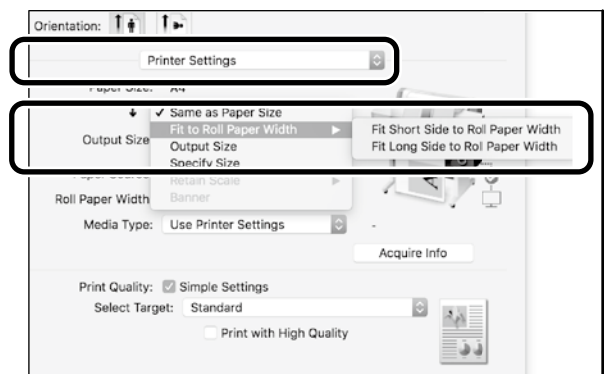 Orientation:
Printer Settings
Paper Size: A4
✓ Same as Paper Size
Fit to Roll Paper Width Fit Short Side to Roll Paper Width
Output Size Output Size Fit Long Side to Roll Paper Width
Specify Size
Retain Scale
Roll Paper Width Banner
Media Type: Use Printer Settings -
Acquire Info
Print Quality: Simple Settings
Select Target: Standard
Print with High Quality